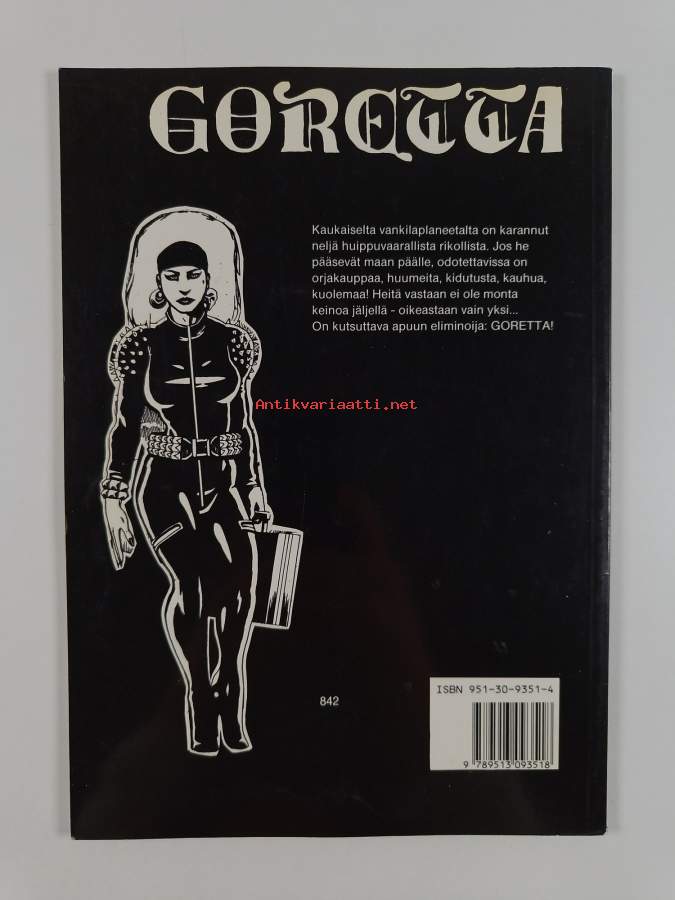 GORETTA
Kaukaiselta vankilaplaneetalta on karannut
neljä huippuvaarallista rikollista. Jos he
pääsevät maan päälle, odotettavissa on
orjakauppaa, huumeita, kidutusta, kauhua,
kuolemaa! Heitä vastaan ei ole monta
keinoa jäljellä - oikeastaan vain yksi...
On kutsuttava apuun eliminoija: GORETTA!
Antikvariaatti.net
ISBN 951-30-9351-4
842
9 789513 093518